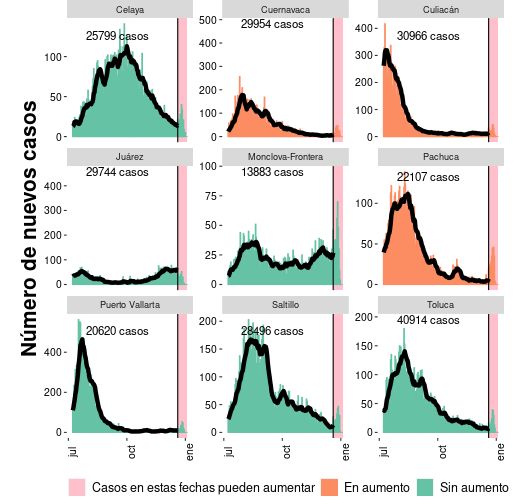 Número de nuevos casos
Celaya
Cuernavaca
Culiacán
25799 casos
29954 casos
30966 casos
100
50
0
500
400
300
200
100
0
400
300
200
100
0
Juárez
Monclova-Frontera
Pachuca
29744 casos
13883 casos
22107 casos
400
300
200
100
0
100
75
50
25
0
100
50
0
Puerto Vallarta
Saltillo
Toluca
20620 casos
28496 casos
40914 casos
400
200
0
200
150
100
50
0
200
150
100
50
0
jul
oct
ene
jul
oct
ene
jul
oct
ene
Casos en estas fechas pueden aumentar
En aumento
Sin aumento